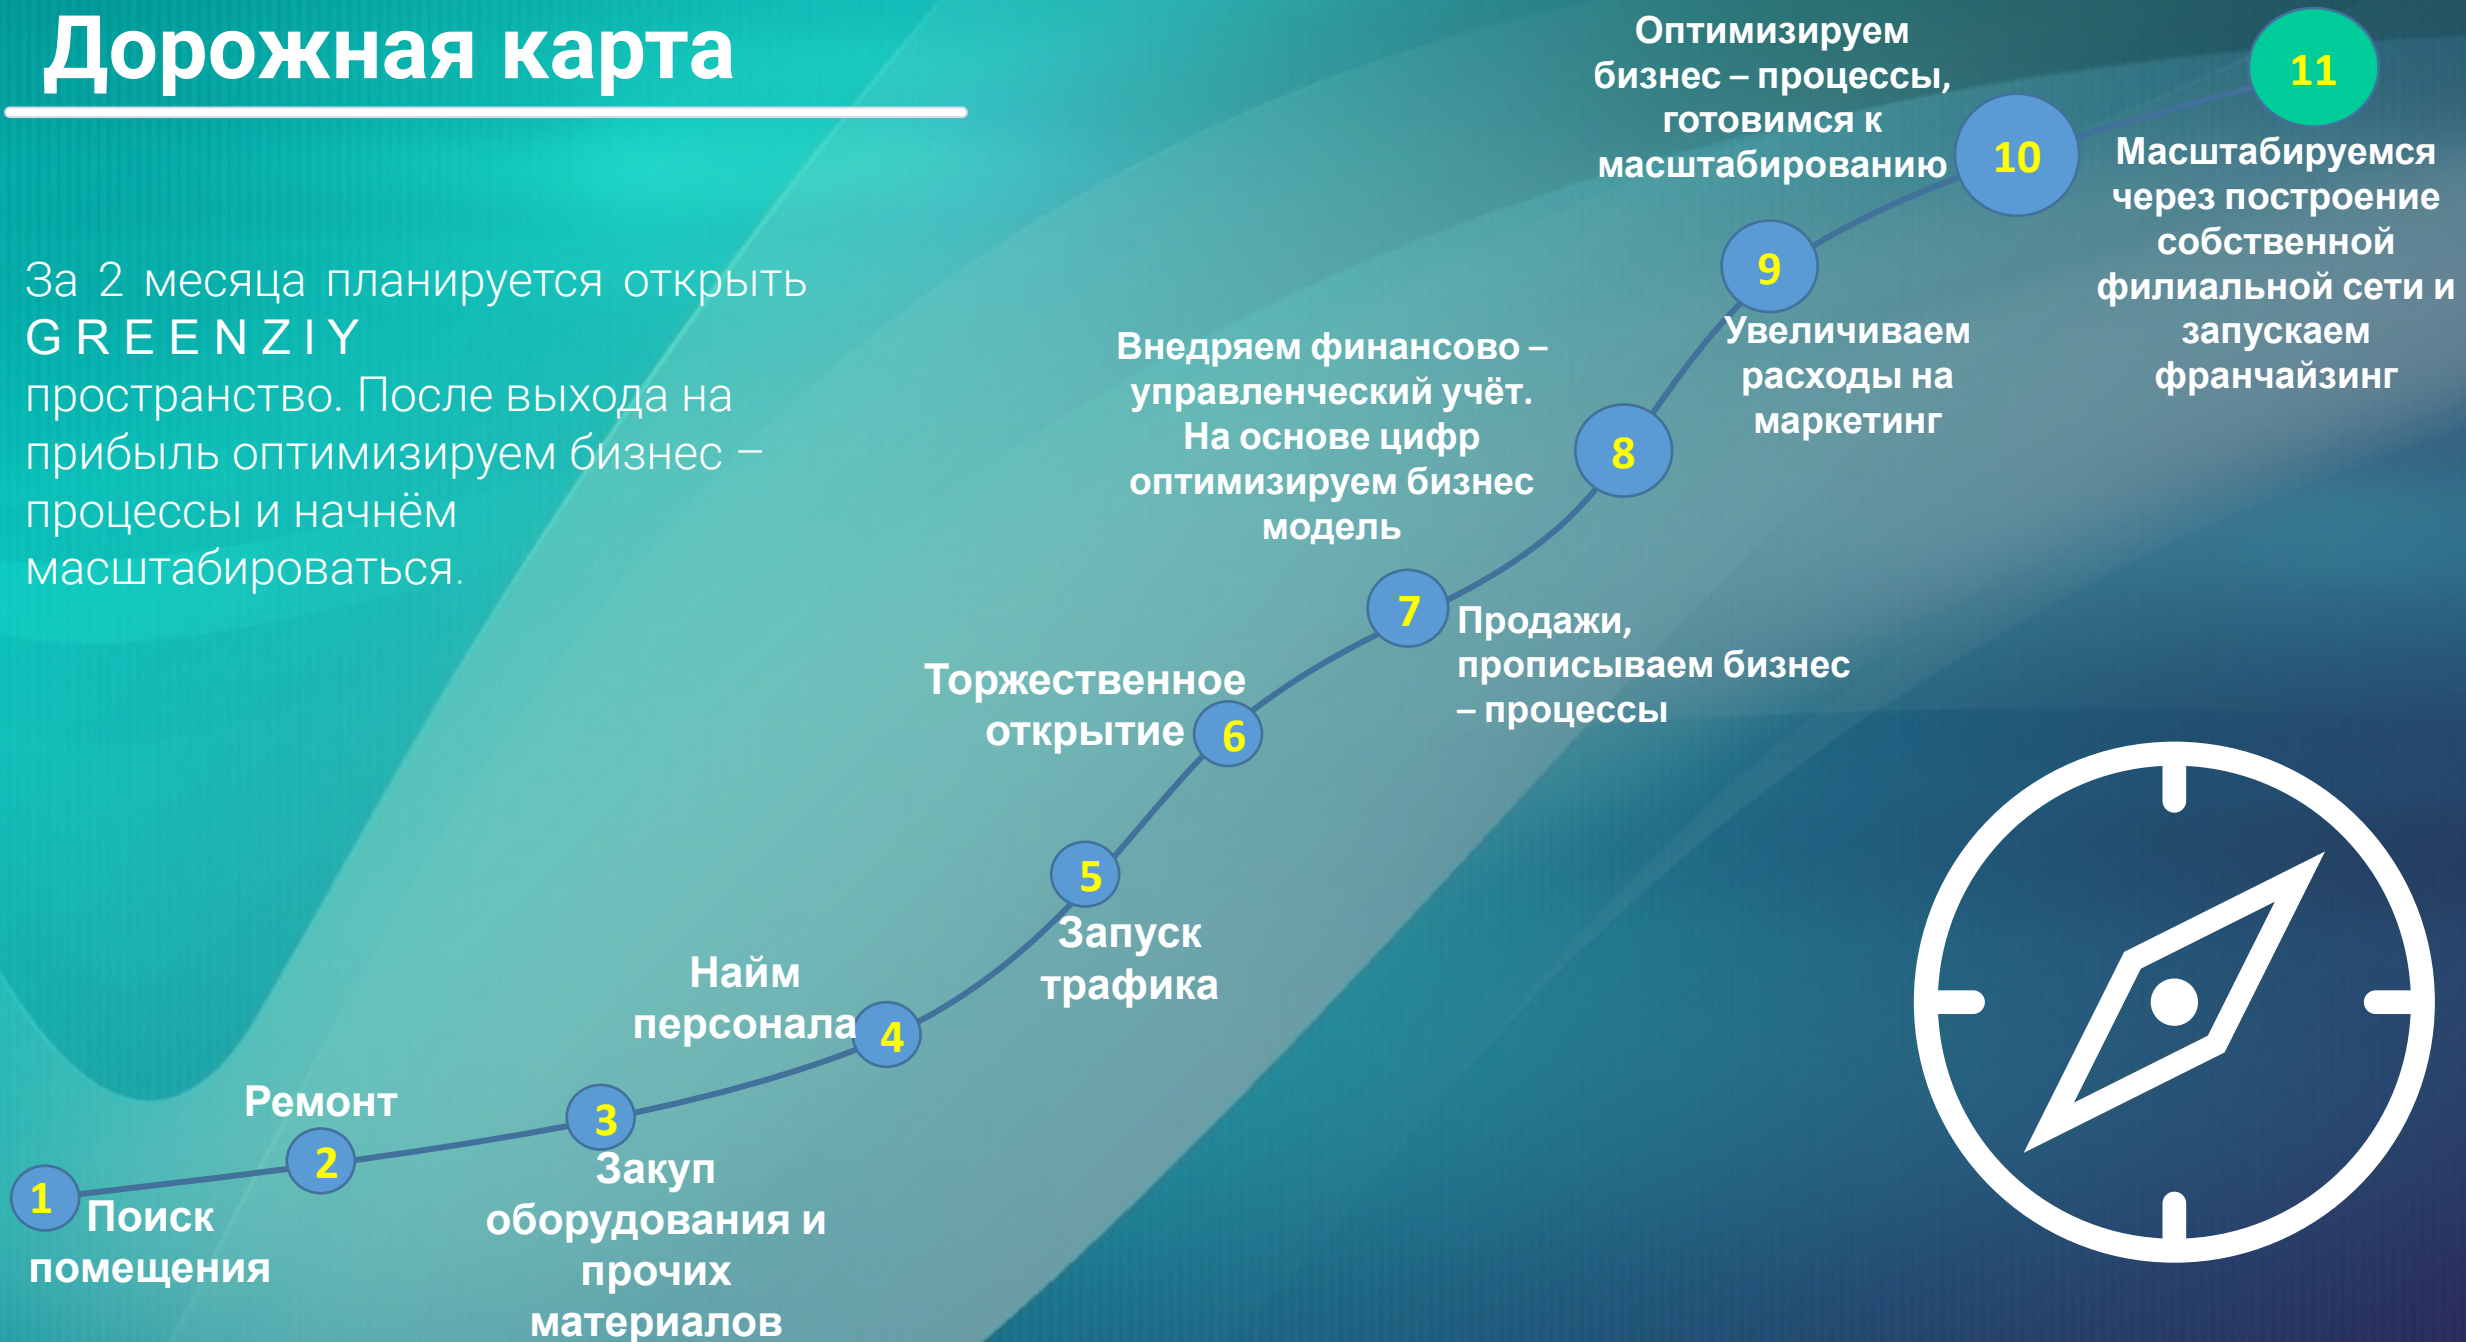 Дорожная карта
За 2 месяца планируется открыть
GREENZIY
пространство. После выхода на
прибыль оптимизируем бизнес –
процессы и начнём
масштабироваться.
1
Поиск
помещения
2
Ремонт
3
Закуп
оборудования и
прочих
материалов
4
Найм
персонала
5
Запуск
трафика
6
Торжественное
открытие
7
Продажи,
прописываем бизнес
– процессы
8
Внедряем финансово –
управленческий учёт.
На основе цифр
оптимизируем бизнес
модель
9
Увеличиваем
расходы на
маркетинг
10
Оптимизируем
бизнес – процессы,
готовимся к
масштабированию
11
Масштабируемся
через построение
собственной
филиальной сети и
запускаем
франчайзинг